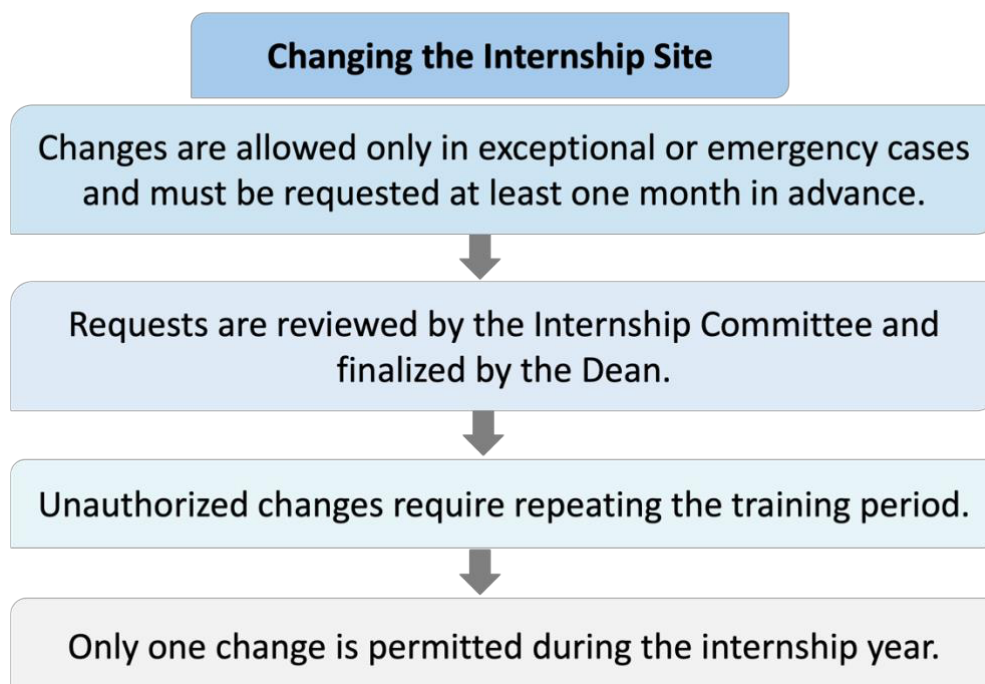 Changing the Internship Site
Changes are allowed only in exceptional or emergency cases
and must be requested at least one month in advance.
Requests are reviewed by the Internship Committee and
finalized by the Dean.
Unauthorized changes require repeating the training period.
Only one change is permitted during the internship year.